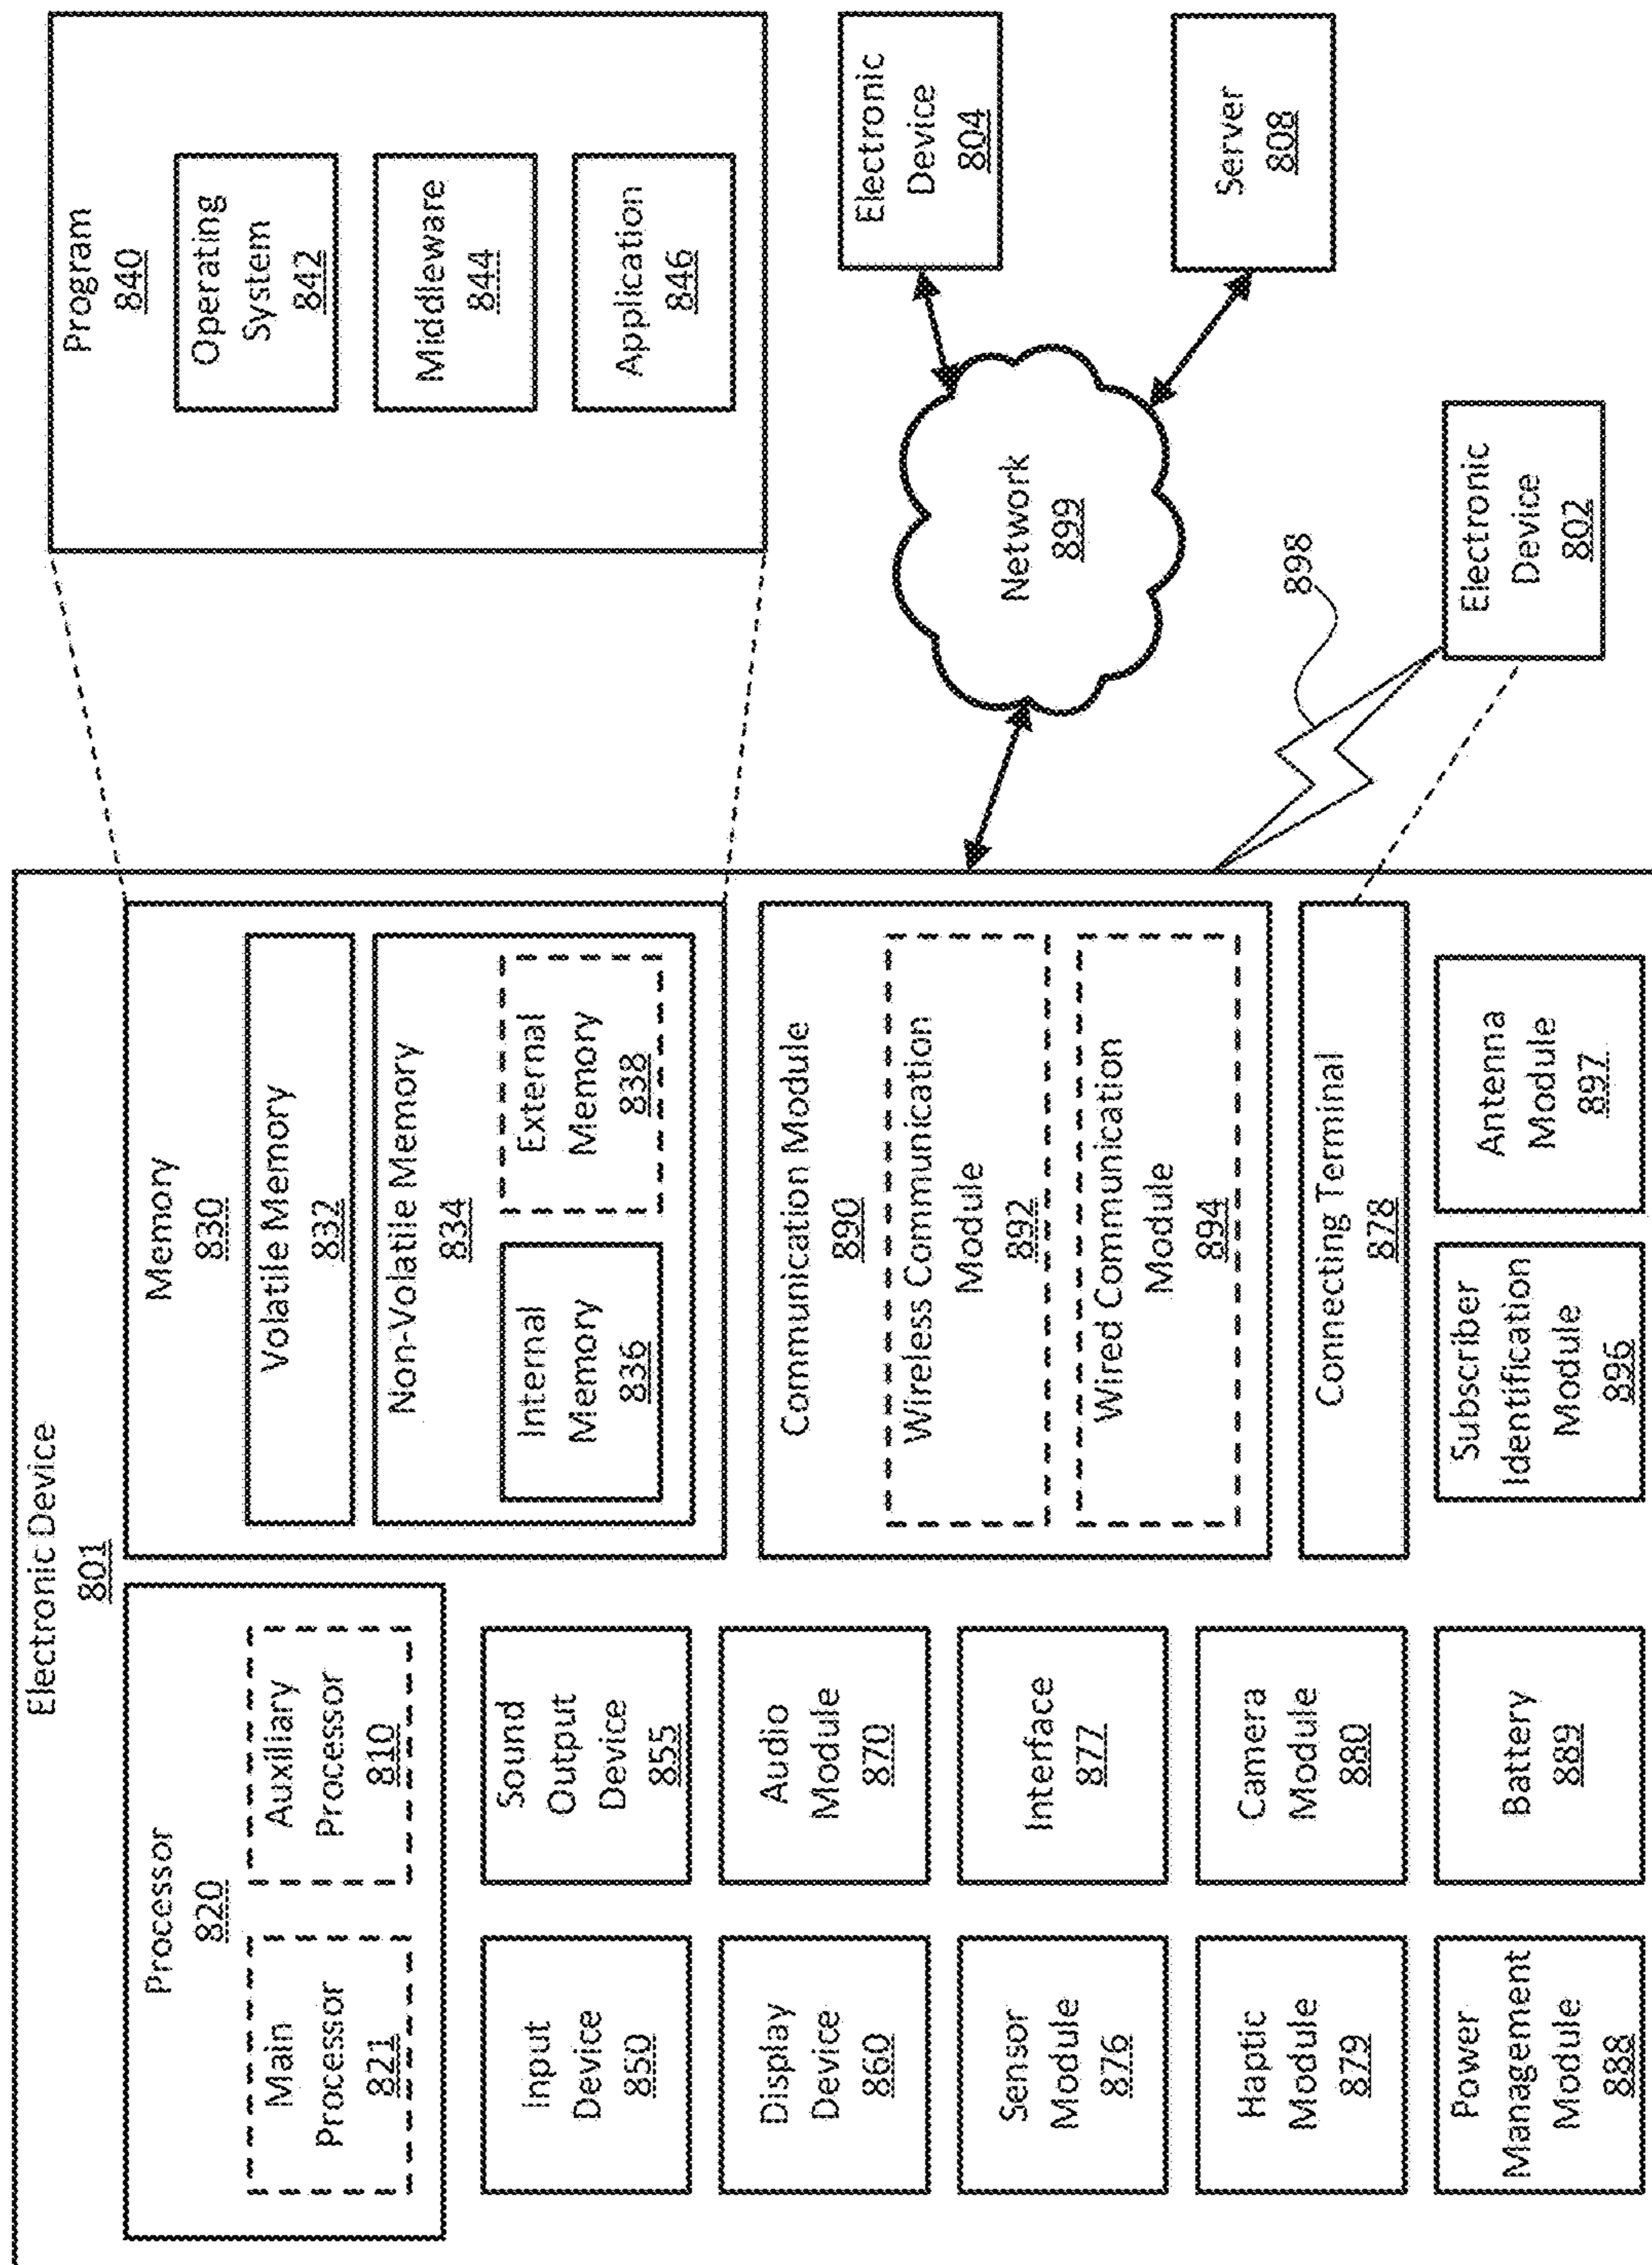 Electronic Device
801
Processor
820
Main
Processor
821
Auxiliary
Processor
810
Input
Device
850
Sound
Output
Device
855
Display
Device
860
Audio
Module
870
Sensor
Module
876
Interface
877
Haptic
Module
879
Camera
Module
880
Power
Management
Module
888
Battery
889
Memory
830
Volatile Memory
832
Non-Volatile Memory
834
Internal
Memory
836
External
Memory
838
Communication Module
890
Wireless Communication
Module
892
Wired Communication
Module
894
Connecting Terminal
878
Subscriber
Identification
Module
896
Antenna
Module
897
Program
840
Operating
System
842
Middleware
844
Application
846
Network
899
Electronic
Device
804
Server
808
898
Electronic
Device
802